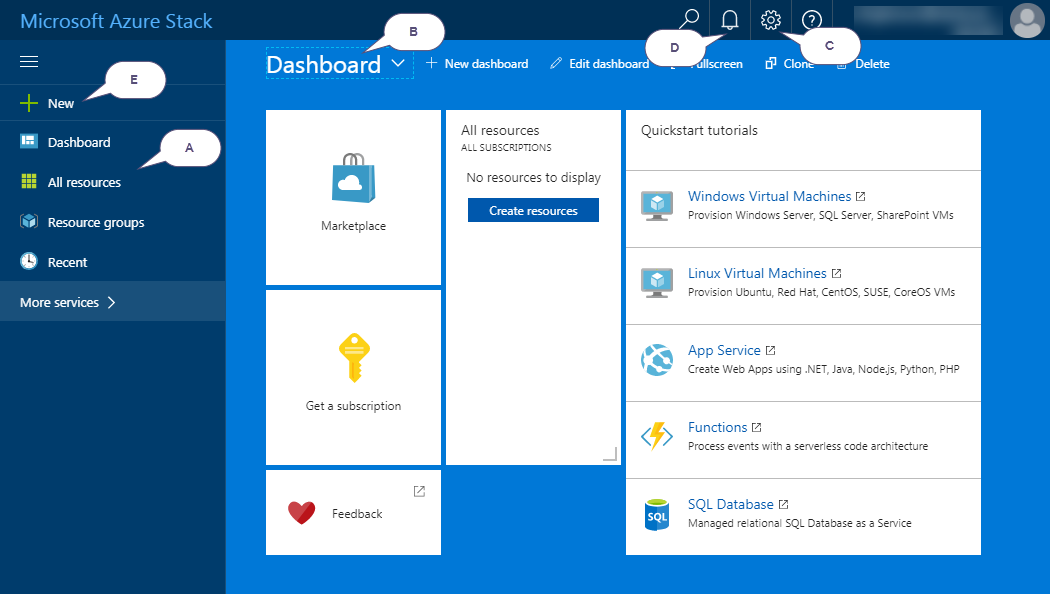 Microsoft Azure Stack
B
D
C
Dashboard
New dashboard
Edit dashboard
Fullscreen
Clone
Delete
E
New
Dashboard
A
All resources
Resource groups
Recent
More services
Marketplace
Get a subscription
Feedback
All resources
ALL SUBSCRIPTIONS
No resources to display
Create resources
Quickstart tutorials
Windows Virtual Machines
Provision Windows Server, SQL Server, SharePoint VMs
Linux Virtual Machines
Provision Ubuntu, Red Hat, CentOS, SUSE, CoreOS VMs
App Service
Create Web Apps using .NET, Java, Node.js, Python, PHP
Functions
Process events with a serverless code architecture
SQL
SQL Database
Managed relational SQL Database as a Service